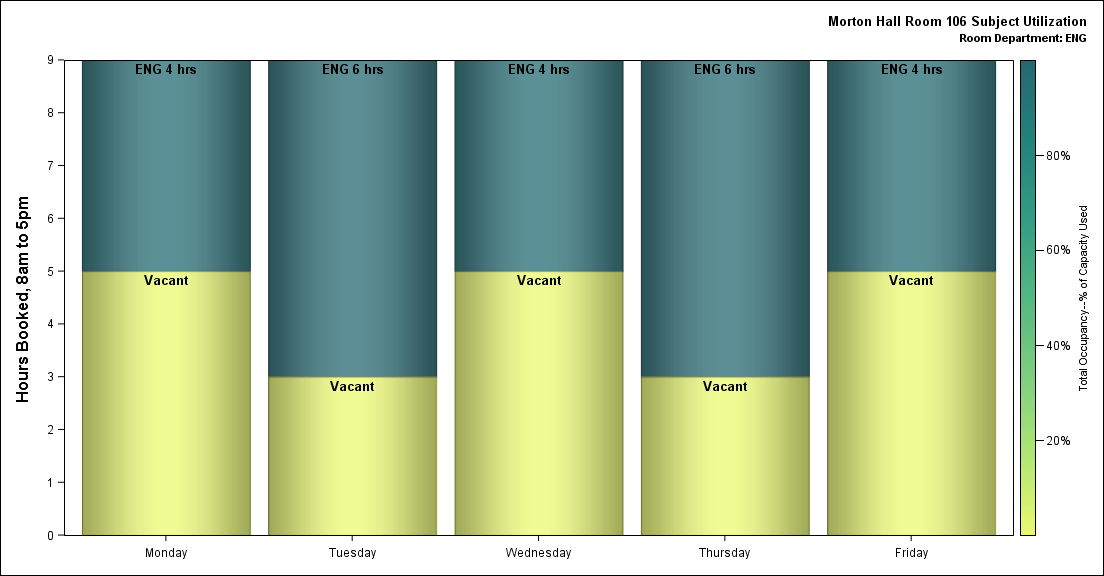 Morton Hall Room 106 Subject Utilization
Room Department: ENG
Hours Booked, 8am to 5pm
9
8
7
6
5
4
3
2
1
0
ENG 4 hrs
ENG 6 hrs
ENG 4 hrs
ENG 6 hrs
ENG 4 hrs
Vacant
Vacant
Vacant
Vacant
Vacant
Monday
Tuesday
Wednesday
Thursday
Friday
80%
60%
40%
20%
Total Occupancy--% of Capacity Used